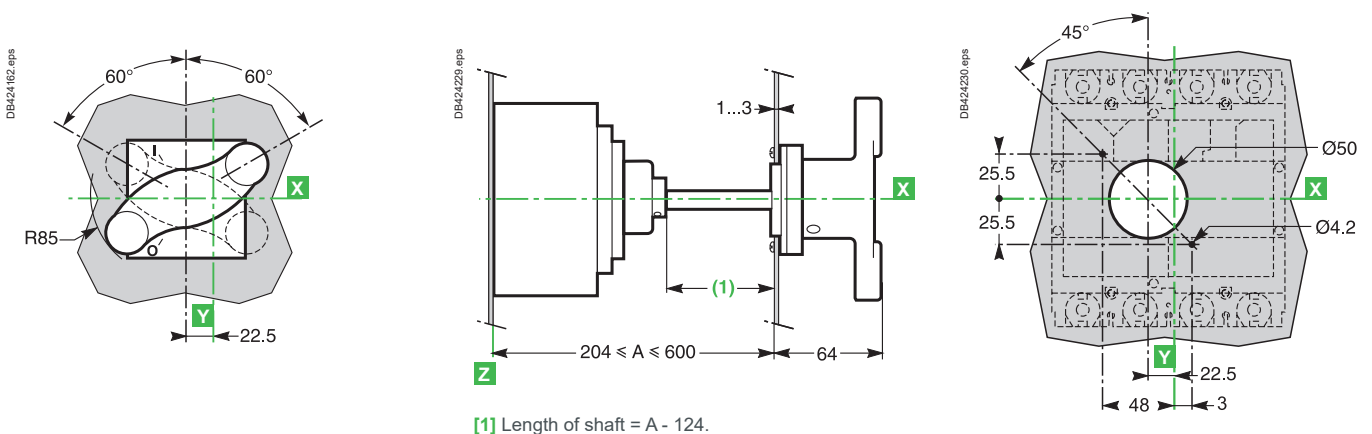 DB424162.eps
60°
60°
I
X
R85
O
Y
22.5
DB424229.eps
1...3
X
(1)
204 ⩽ A ⩽ 600
64
Z
[1] Length of shaft = A - 124.
DB424230.eps
45°
Ø50
25.5
X
25.5
Ø4.2
Y
22.5
48
3